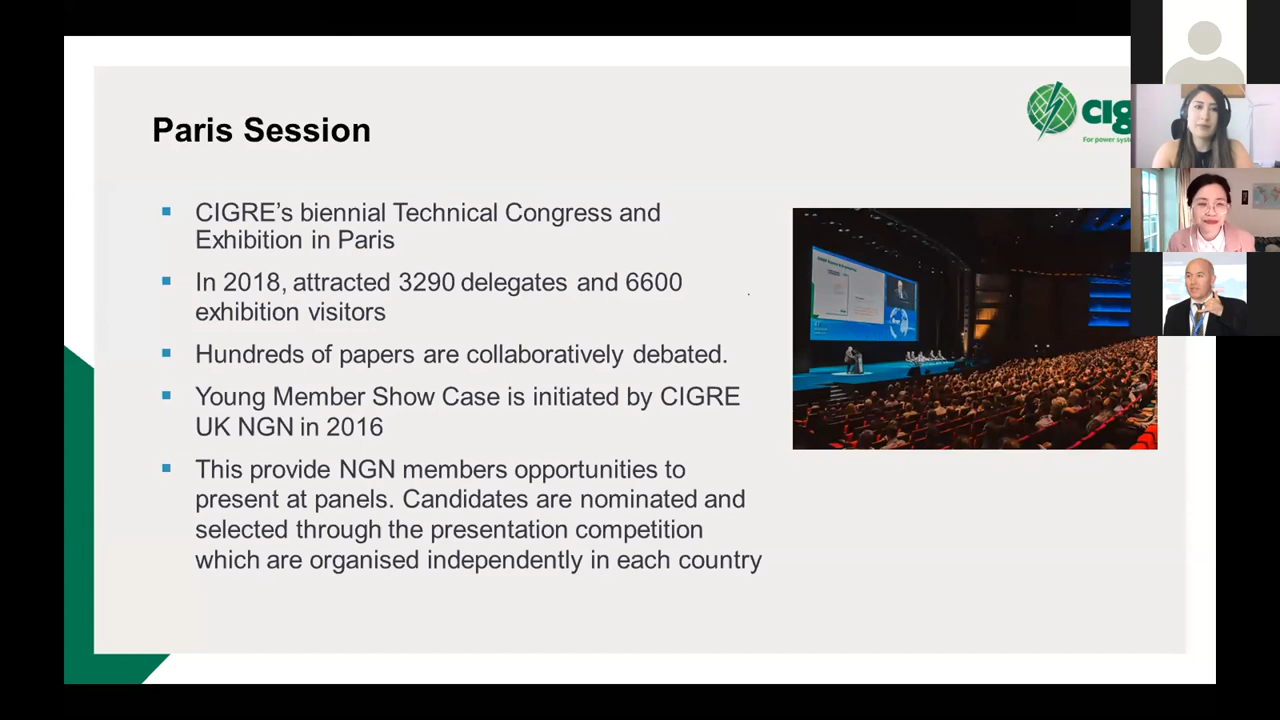 Paris Session
CIGRE's biennial Technical Congress and
Exhibition in Paris
In 2018, attracted 3290 delegates and 6600
exhibition visitors
Hundreds of papers are collaboratively debated.
Young Member Show Case is initiated by CIGRE
UK NGN in 2016
This provide NGN members opportunities to
present at panels. Candidates are nominated and
selected through the presentation competition
which are organised independently in each country
cig
For power syste